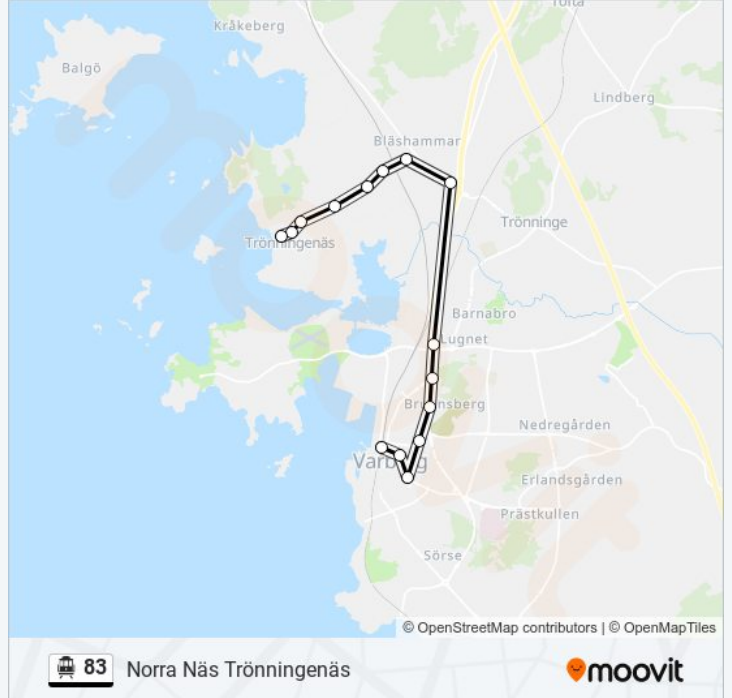 Tofta
Kråkeberg
Balgö
Lindberg
Bläshammar
Trönninge
Trönningenäs
Barnabro
Lugnet
Brunnsberg
Nedregården
Varberg
Erlandsgården
Prästkullen
Sörse
© OpenStreetMap contributors | © OpenMapTiles
83 Norra Näs Trönningenäs
moovit